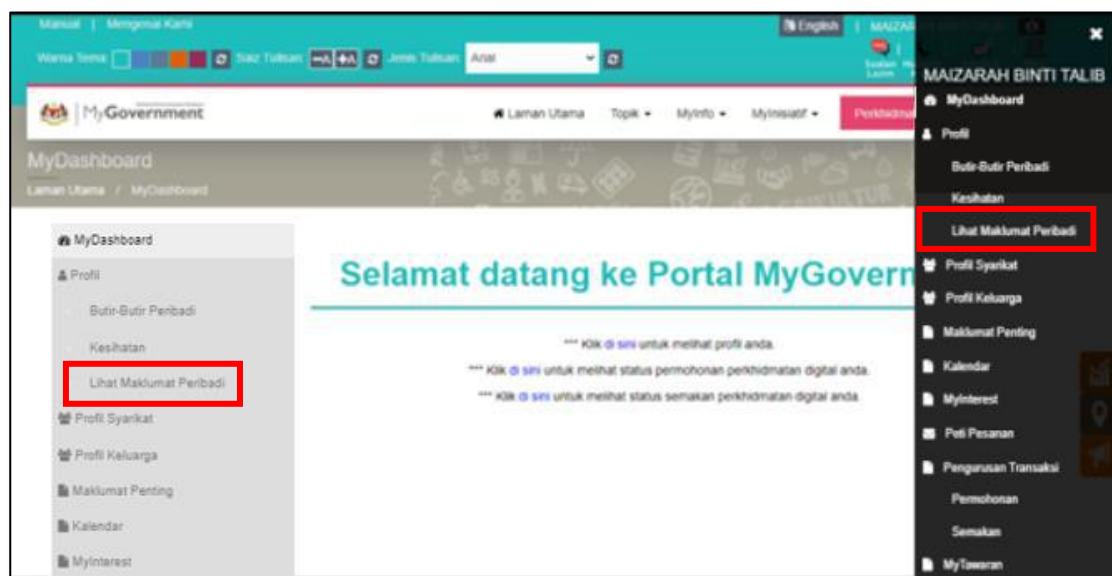 Manual | Mengenai Kami
English | MAIZAR
Warna Tema Saiz Tulisan -A +A Jenis Tulisan Arial
MyGovernment
Laman Utama Topik MyInfo MyInisiatif
MyDashboard
Laman Utama / MyDashboard
MyDashboard
Profil
Butir-Butir Peribadi
Kesihatan
Lihat Maklumat Peribadi
Profil Syarikat
Profil Keluarga
Maklumat Penting
Kalendar
MyInterest
Selamat datang ke Portal MyGovern
*** Klik di sini untuk melihat profil anda.
*** Klik di sini untuk melihat status permohonan perkhidmatan digital anda.
*** Klik di sini untuk melihat status semakan perkhidmatan digital anda.
MAIZARAH BINTI TALIB
MyDashboard
Profil
Butir-Butir Peribadi
Kesihatan
Lihat Maklumat Peribadi
Profil Syarikat
Profil Keluarga
Maklumat Penting
Kalendar
MyInterest
Peti Pesanan
Pengurusan Transaksi
Permohonan
Semakan
MyTawaran